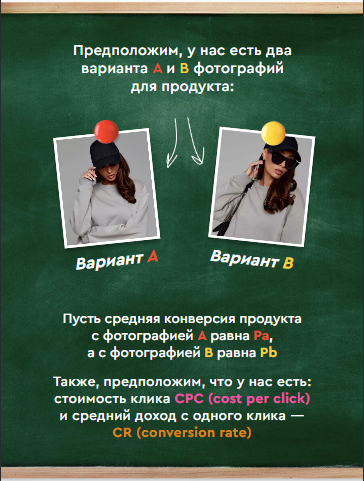 Предположим, у нас есть два
варианта А и В фотографий
для продукта:
Вариант А
Вариант В
Пусть средняя конверсия продукта
с фотографией А равна Pa,
а с фотографией В равна Pb
Также, предположим, что у нас есть:
стоимость клика CPC (cost per click)
и средний доход с одного клика —
CR (conversion rate)